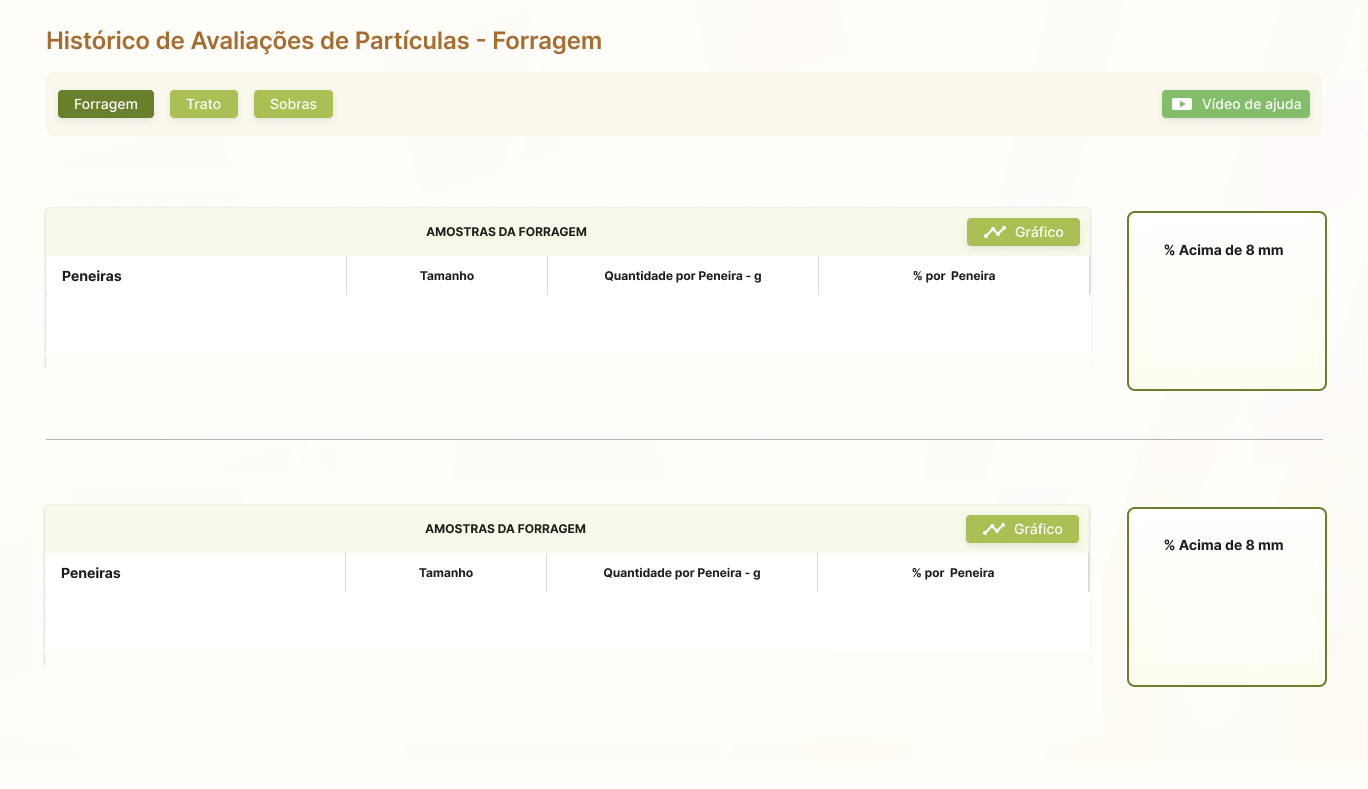 Histórico de Avaliações de Partículas - Forragem
Forragem Trato Sobras Vídeo de ajuda
AMOSTRAS DA FORRAGEM Gráfico
% Acima de 8 mm
Peneiras Tamanho Quantidade por Peneira - g % por Peneira
AMOSTRAS DA FORRAGEM Gráfico
% Acima de 8 mm
Peneiras Tamanho Quantidade por Peneira - g % por Peneira